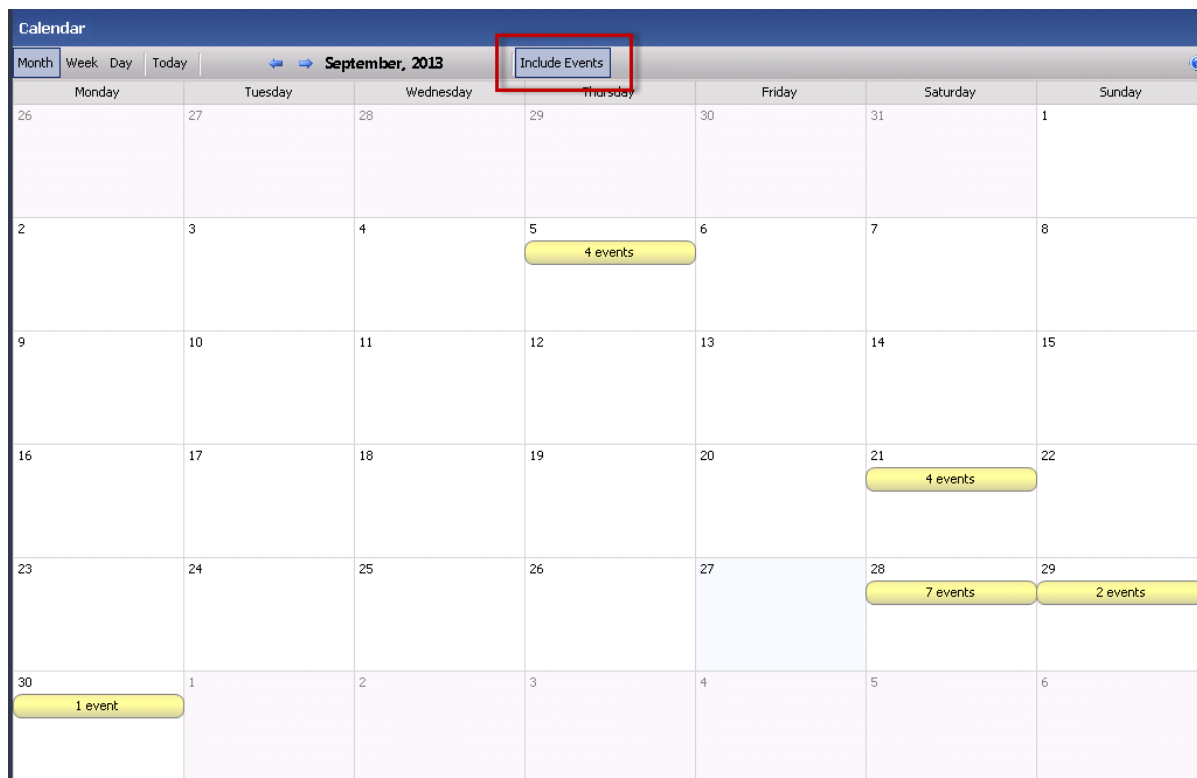 Calendar
Month Week Day Today September, 2013 Include Events
Monday Tuesday Wednesday Thursday Friday Saturday Sunday
26 27 28 29 30 31 1
2 3 4 5 6 7 8
4 events
9 10 11 12 13 14 15
16 17 18 19 20 21 22
4 events
23 24 25 26 27 28 29
7 events 2 events
30 1 2 3 4 5 6
1 event